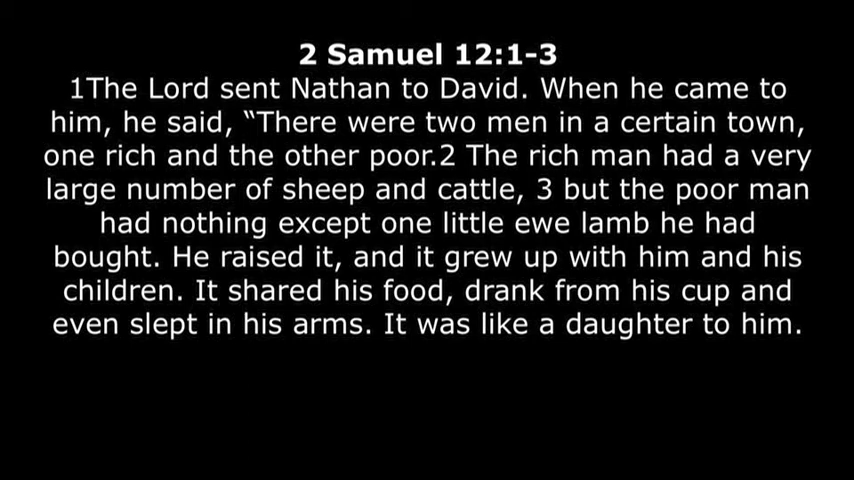 2 Samuel 12:1-3
1The Lord sent Nathan to David. When he came to
him, he said, “There were two men in a certain town,
one rich and the other poor.2 The rich man had a very
large number of sheep and cattle, 3 but the poor man
had nothing except one little ewe lamb he had
bought. He raised it, and it grew up with him and his
children. It shared his food, drank from his cup and
even slept in his arms. It was like a daughter to him.